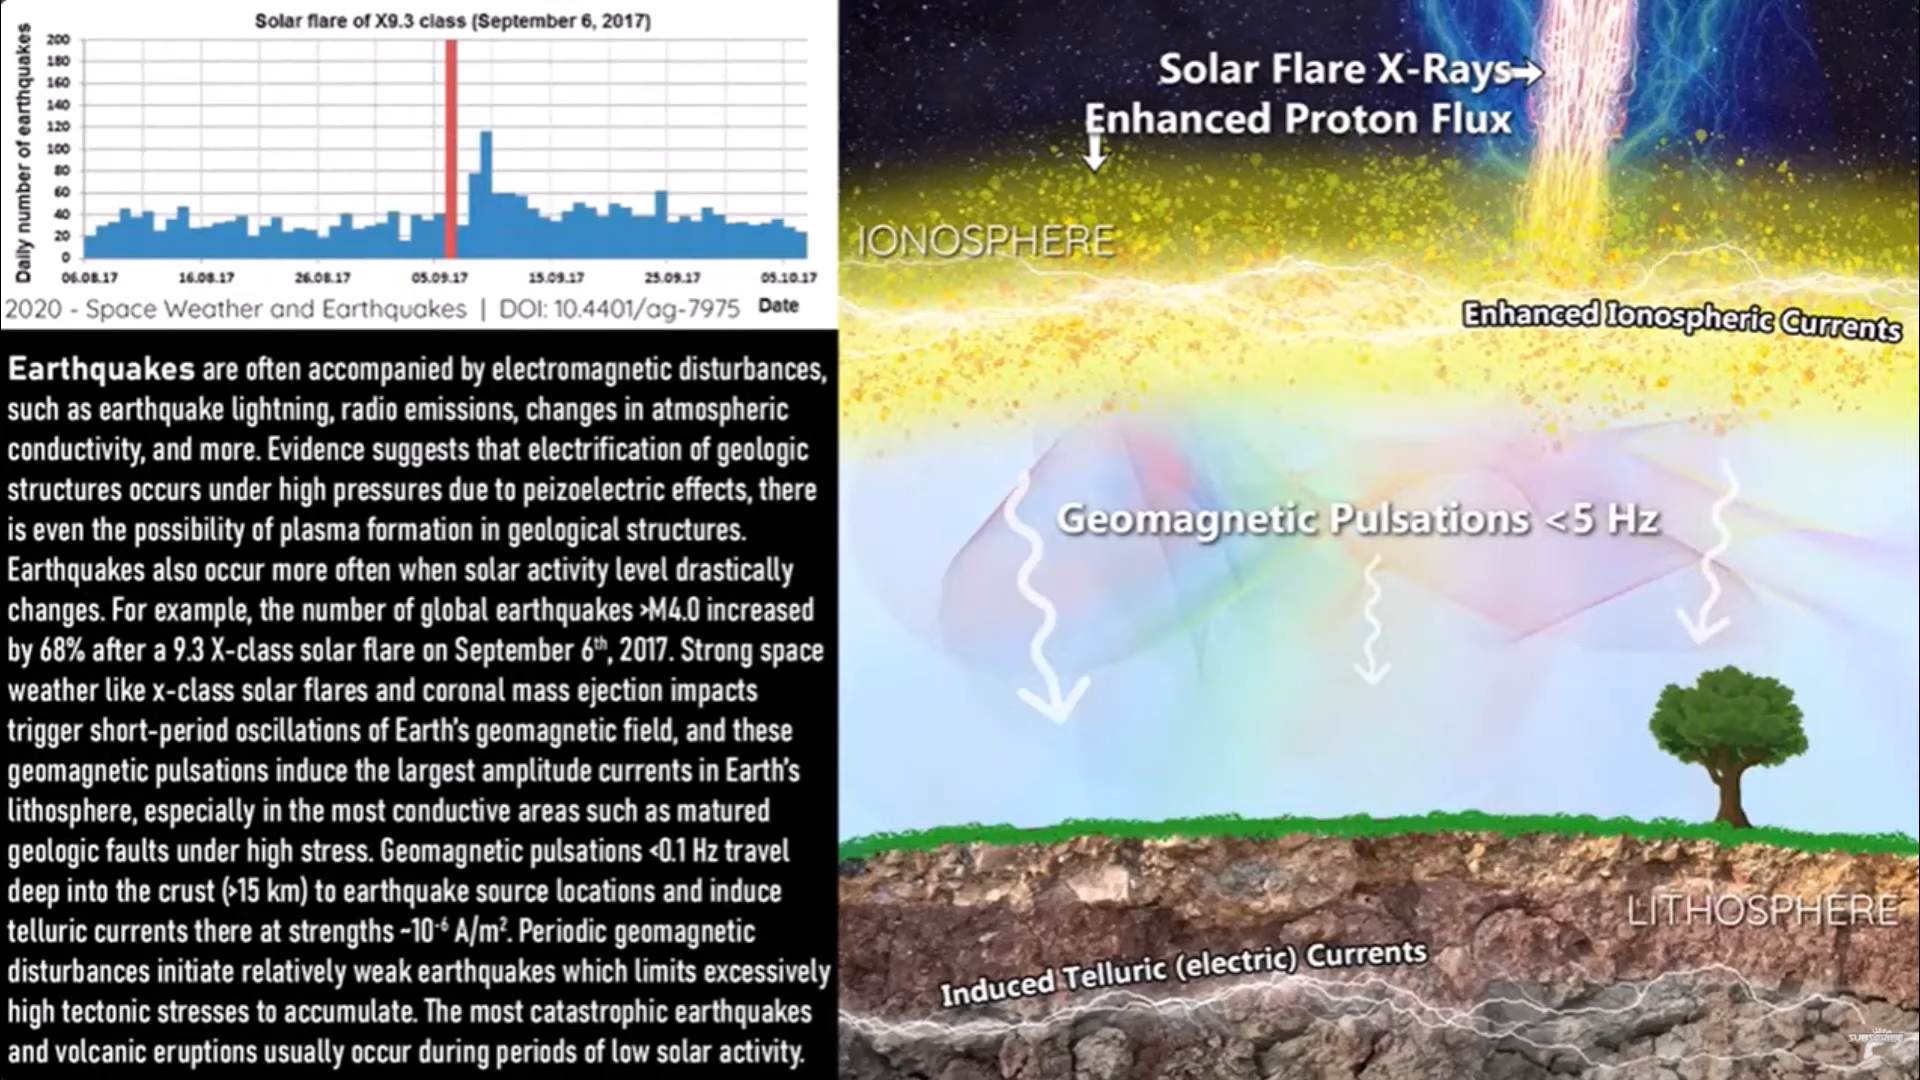 Solar flare of X9.3 class (September 6, 2017)
Daily number of earthquakes
200
180
160
140
120
100
80
60
40
20
0
06.08.17 16.08.17 26.08.17 05.09.17 15.09.17 25.09.17 05.10.17
Date
2020 - Space Weather and Earthquakes | DOI: 10.4401/ag-7975
Earthquakes are often accompanied by electromagnetic disturbances,
such as earthquake lightning, radio emissions, changes in atmospheric
conductivity, and more. Evidence suggests that electrification of geologic
structures occurs under high pressures due to peizoelectric effects, there
is even the possibility of plasma formation in geological structures.
Earthquakes also occur more often when solar activity level drastically
changes. For example, the number of global earthquakes >M4.0 increased
by 68% after a 9.3 X-class solar flare on September 6th, 2017. Strong space
weather like x-class solar flares and coronal mass ejection impacts
trigger short-period oscillations of Earth's geomagnetic field, and these
geomagnetic pulsations induce the largest amplitude currents in Earth's
lithosphere, especially in the most conductive areas such as matured
geologic faults under high stress. Geomagnetic pulsations <0.1 Hz travel
deep into the crust (>15 km) to earthquake source locations and induce
telluric currents there at strengths ~10⁻⁶ A/m². Periodic geomagnetic
disturbances initiate relatively weak earthquakes which limits excessively
high tectonic stresses to accumulate. The most catastrophic earthquakes
and volcanic eruptions usually occur during periods of low solar activity.
Solar Flare X-Rays→
Enhanced Proton Flux
IONOSPHERE
Enhanced Ionospheric Currents
Geomagnetic Pulsations <5 Hz
LITHOSPHERE
Induced Telluric (electric) Currents
SUBSCRIBE